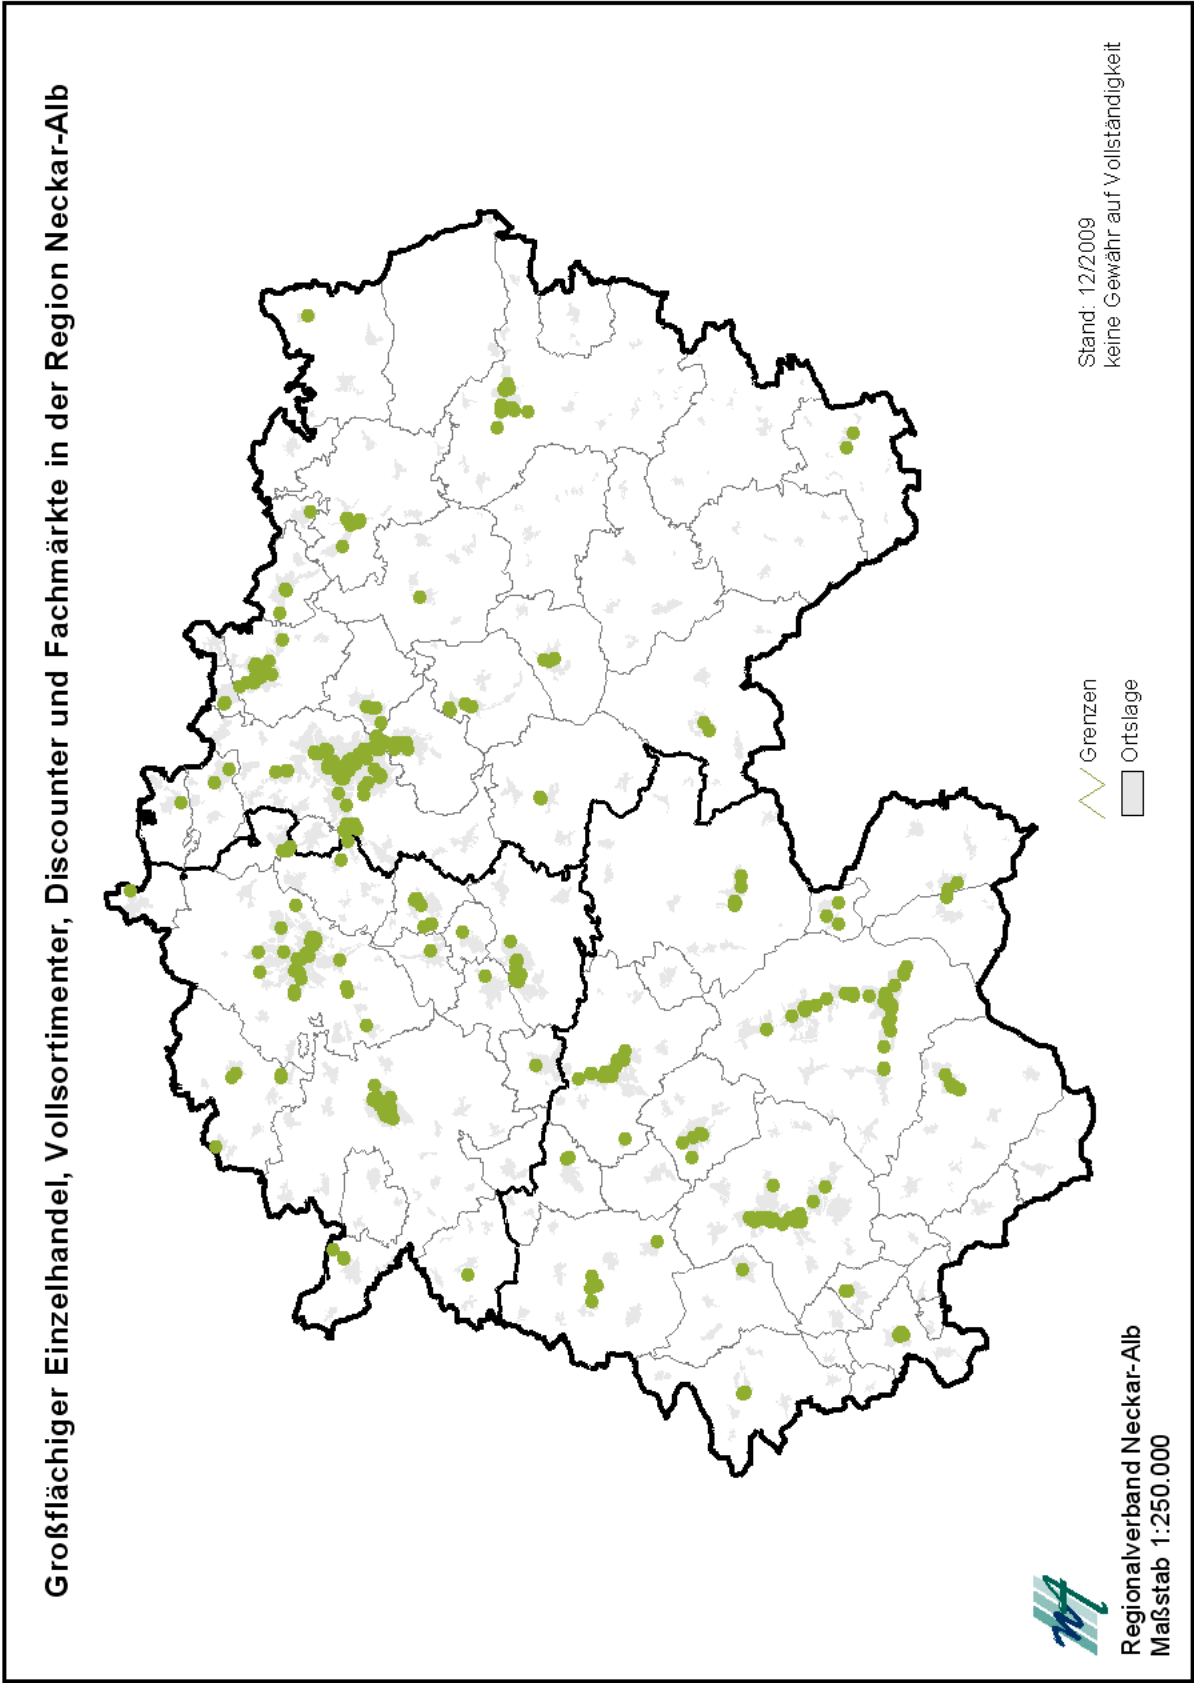 Großflächiger Einzelhandel, Vollsortimenter, Discounter und Fachmärkte in der Region Neckar-Alb
Stand: 12/2009
keine Gewähr auf Vollständigkeit
Grenzen
Ortslage
Regionalverband Neckar-Alb
Maßstab 1:250.000